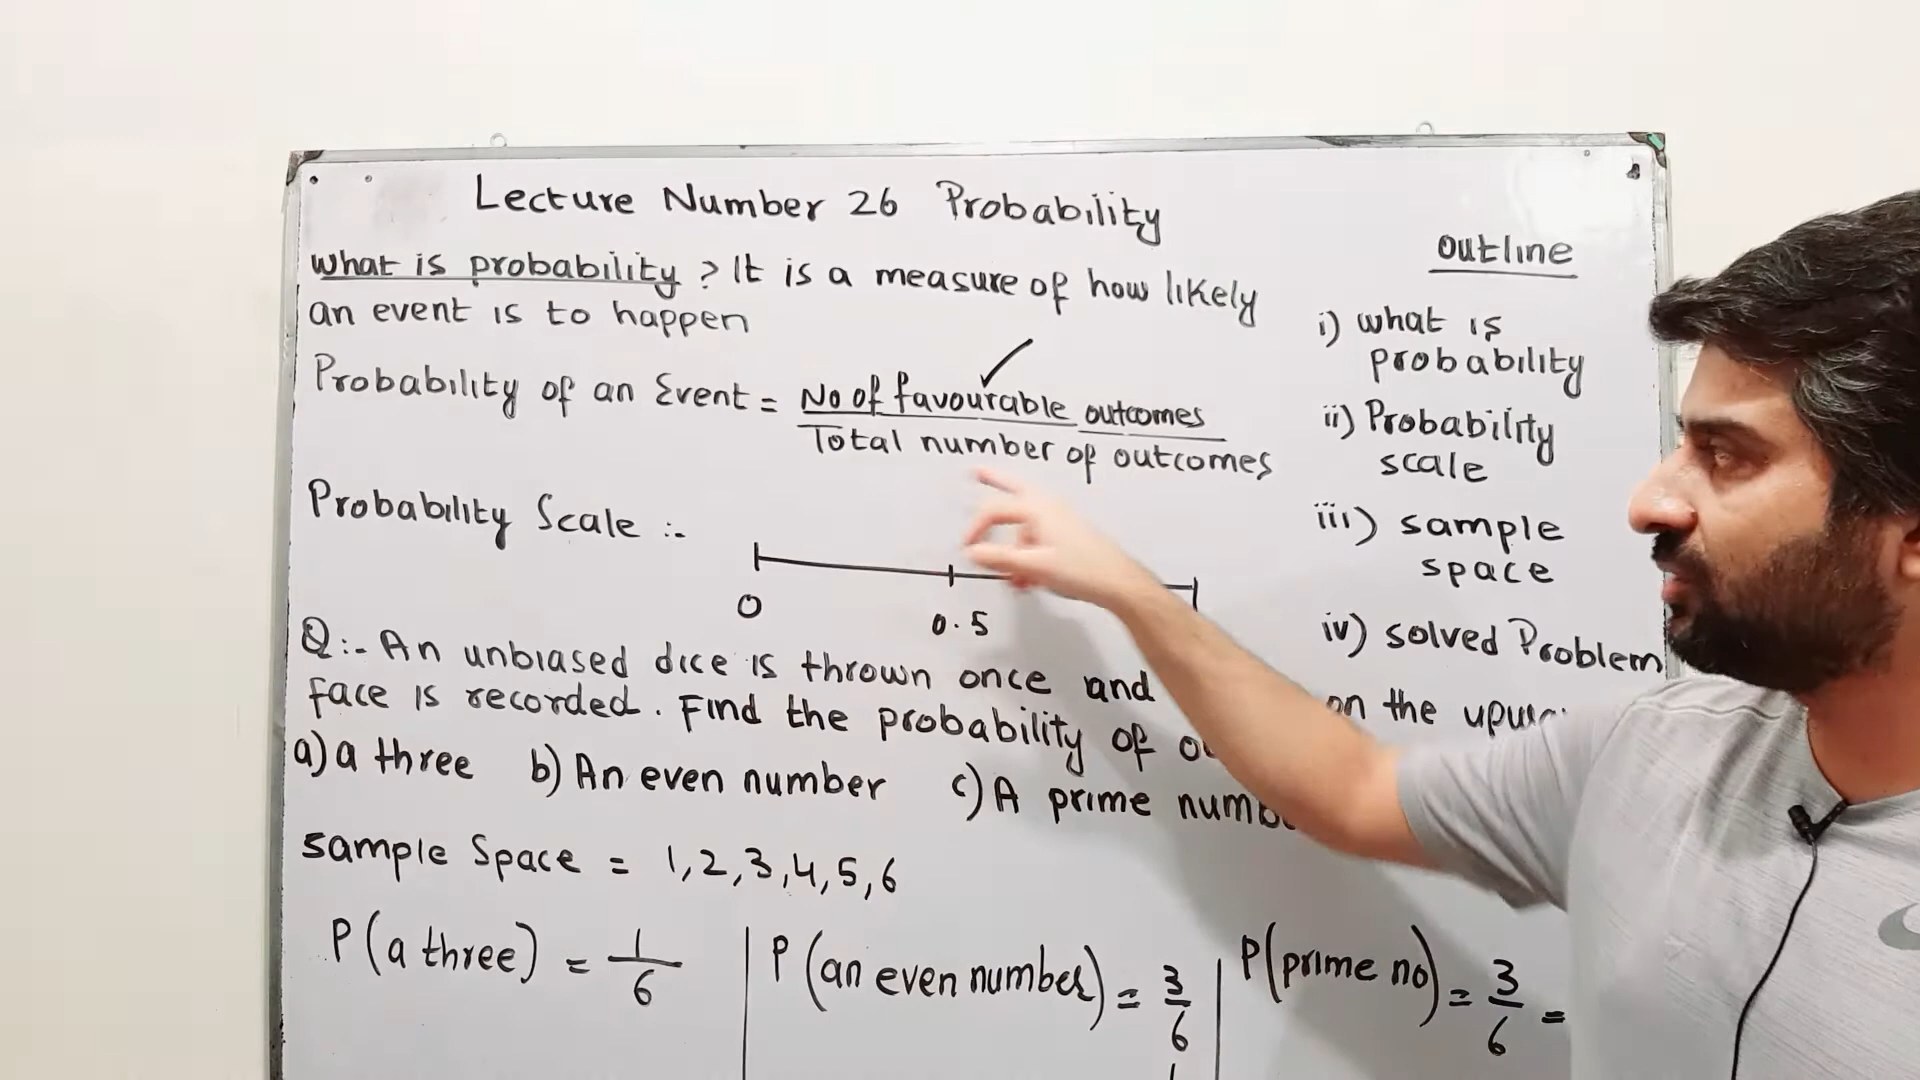 Lecture Number 26 Probability
What is probability? It is a measure of how likely
an event is to happen
Probability of an Event = No of favourable outcomes
Total number of outcomes
Probability Scale :-
0
0.5
Q:- An unbiased dice is thrown once and on the
face is recorded. Find the probability of
a) a three b) An even number c) A prime
Sample Space = 1,2,3,4,5,6
P(a three) = 1/6
P(an even number) = 3/6
P(prime no) = 3/6 =
outline
i) what is
probability
ii) Probability
scale
iii) sample
space
iv) solved Problem